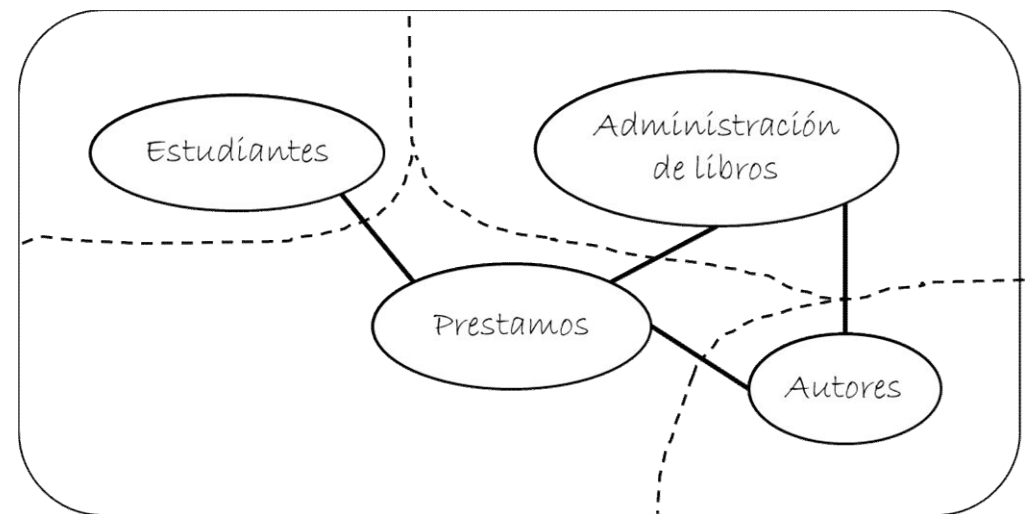 Estudiantes
Administración
de libros
Prestamos
Autores